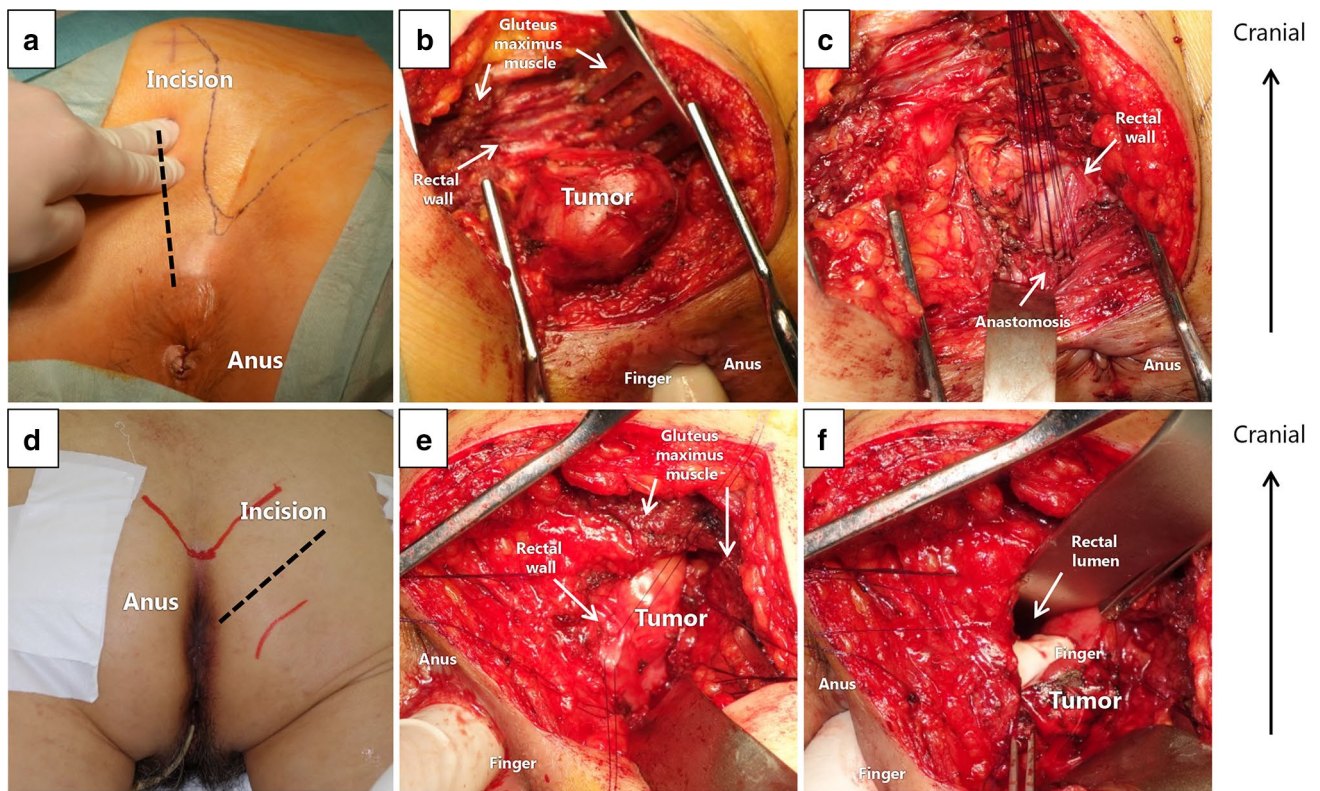 a
Incision
Anus
b
Gluteus
maximus
muscle
Rectal
wall
Tumor
Finger
Anus
c
Rectal
wall
Anastomosis
Anus
Cranial
d
Incision
Anus
e
Gluteus
maximus
muscle
Rectal
wall
Tumor
Anus
Finger
f
Rectal
lumen
Finger
Anus
Tumor
Finger
Cranial